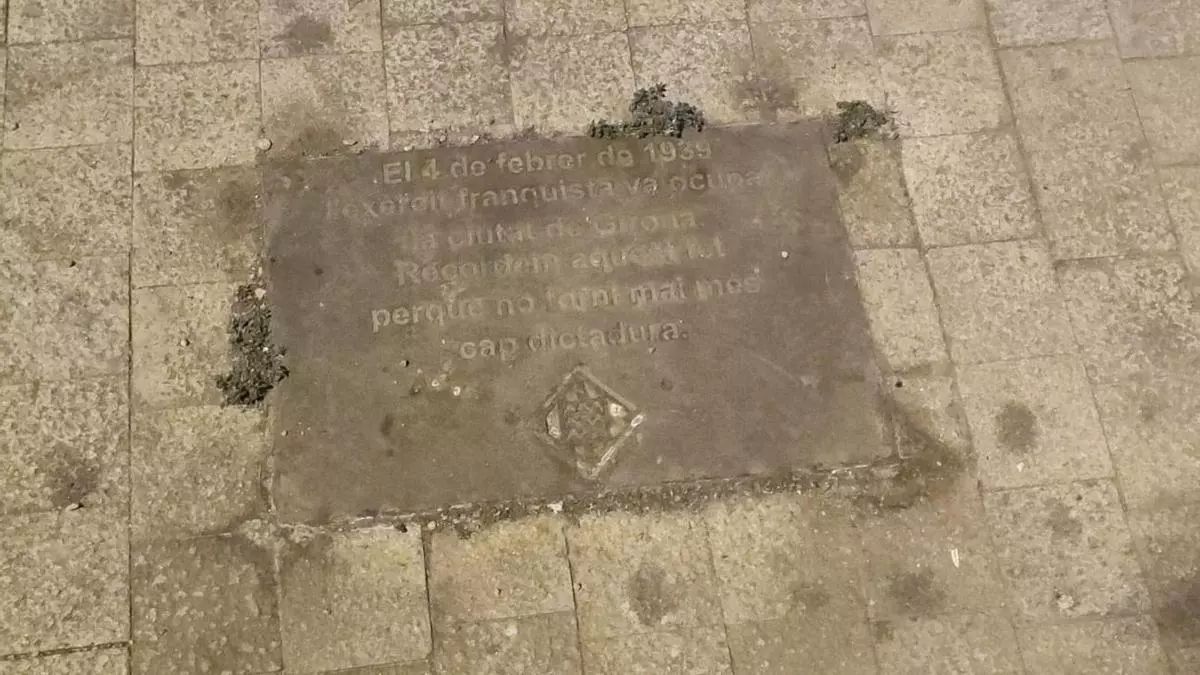 El 4 de febrer de 1939
l'exèrcit franquista va ocupar
la ciutat de Girona.
Recordem aquest fet
perquè no torni mai més
cap dictadura.